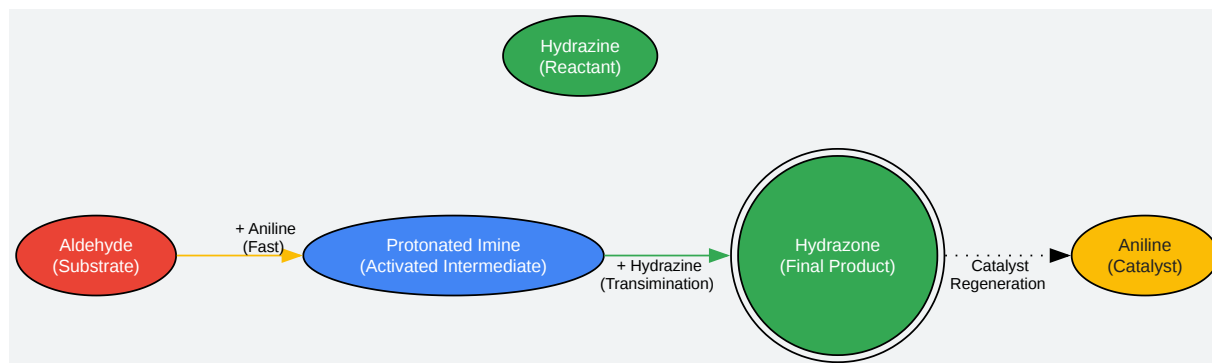 Hydrazine
(Reactant)
Aldehyde
(Substrate)
+ Aniline
(Fast)
Protonated Imine
(Activated Intermediate)
+ Hydrazine
(Transimination)
Hydrazone
(Final Product)
Catalyst
Regeneration
Aniline
(Catalyst)